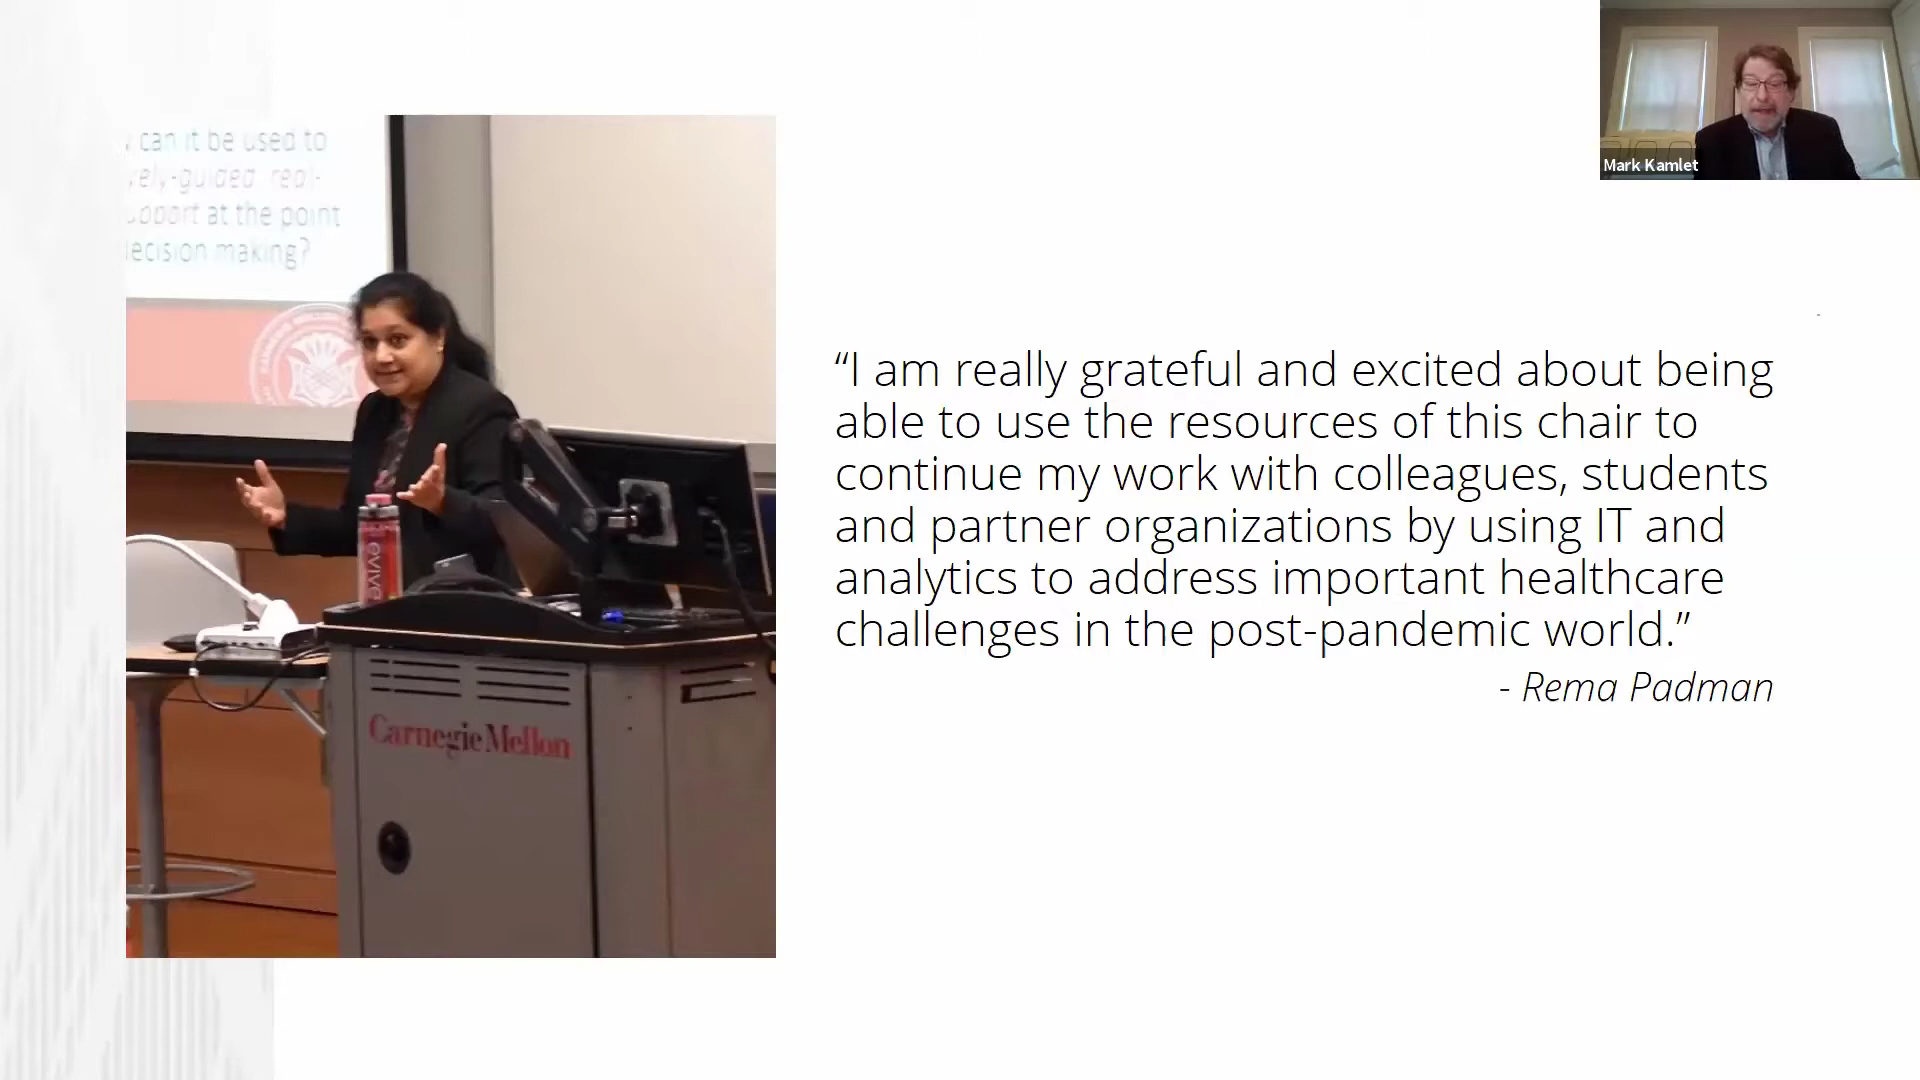 can it be used to
real-
at the point
decision making?
evive
Carnegie Mellon
Mark Kamlet
“I am really grateful and excited about being
able to use the resources of this chair to
continue my work with colleagues, students
and partner organizations by using IT and
analytics to address important healthcare
challenges in the post-pandemic world.”
- Rema Padman